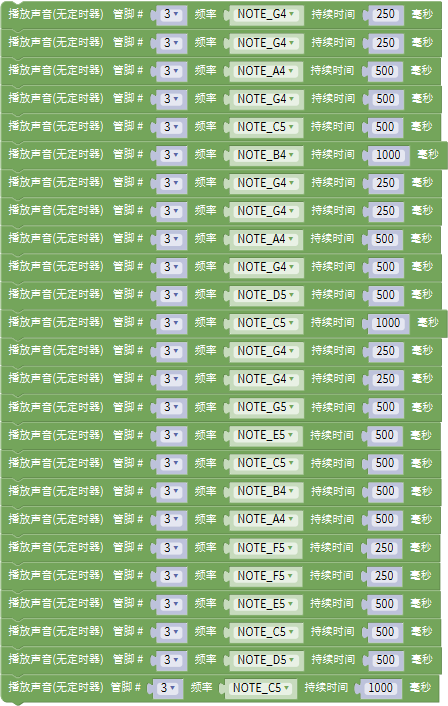 播放声音(无定时器) 管脚 # 3 频率 NOTE_G4 持续时间 250 毫秒
播放声音(无定时器) 管脚 # 3 频率 NOTE_G4 持续时间 250 毫秒
播放声音(无定时器) 管脚 # 3 频率 NOTE_A4 持续时间 500 毫秒
播放声音(无定时器) 管脚 # 3 频率 NOTE_G4 持续时间 500 毫秒
播放声音(无定时器) 管脚 # 3 频率 NOTE_C5 持续时间 500 毫秒
播放声音(无定时器) 管脚 # 3 频率 NOTE_B4 持续时间 1000 毫秒
播放声音(无定时器) 管脚 # 3 频率 NOTE_G4 持续时间 250 毫秒
播放声音(无定时器) 管脚 # 3 频率 NOTE_G4 持续时间 250 毫秒
播放声音(无定时器) 管脚 # 3 频率 NOTE_A4 持续时间 500 毫秒
播放声音(无定时器) 管脚 # 3 频率 NOTE_G4 持续时间 500 毫秒
播放声音(无定时器) 管脚 # 3 频率 NOTE_D5 持续时间 500 毫秒
播放声音(无定时器) 管脚 # 3 频率 NOTE_C5 持续时间 1000 毫秒
播放声音(无定时器) 管脚 # 3 频率 NOTE_G4 持续时间 250 毫秒
播放声音(无定时器) 管脚 # 3 频率 NOTE_G4 持续时间 250 毫秒
播放声音(无定时器) 管脚 # 3 频率 NOTE_G5 持续时间 500 毫秒
播放声音(无定时器) 管脚 # 3 频率 NOTE_E5 持续时间 500 毫秒
播放声音(无定时器) 管脚 # 3 频率 NOTE_C5 持续时间 500 毫秒
播放声音(无定时器) 管脚 # 3 频率 NOTE_B4 持续时间 500 毫秒
播放声音(无定时器) 管脚 # 3 频率 NOTE_A4 持续时间 500 毫秒
播放声音(无定时器) 管脚 # 3 频率 NOTE_F5 持续时间 250 毫秒
播放声音(无定时器) 管脚 # 3 频率 NOTE_F5 持续时间 250 毫秒
播放声音(无定时器) 管脚 # 3 频率 NOTE_E5 持续时间 500 毫秒
播放声音(无定时器) 管脚 # 3 频率 NOTE_C5 持续时间 500 毫秒
播放声音(无定时器) 管脚 # 3 频率 NOTE_D5 持续时间 500 毫秒
播放声音(无定时器) 管脚 # 3 频率 NOTE_C5 持续时间 1000 毫秒